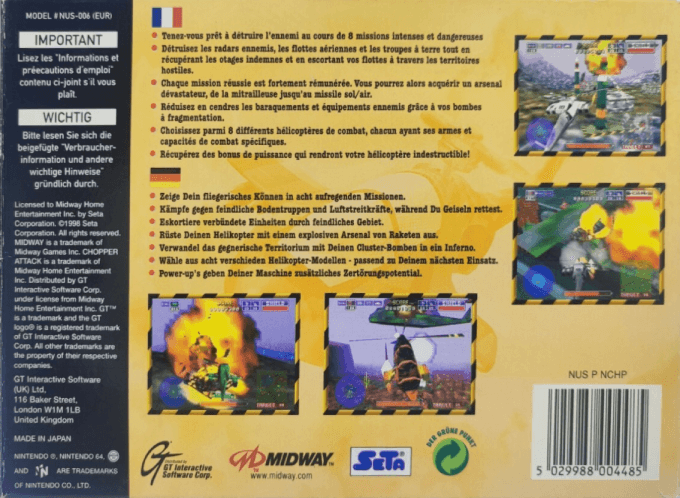 MODEL # NUS-006 (EUR)
IMPORTANT
Lisez les "Informations et
précautions d'emploi"
contenu ci-joint s'il vous
plaît.
WICHTIG
Bitte lesen Sie sich die
beigefügte "Verbraucher-
information und andere
wichtige Hinweise"
gründlich durch.
Licensed to Midway Home
Entertainment Inc. by Seta
Corporation. ©1998 Seta
Corporation. All rights reserved.
MIDWAY is a trademark of
Midway Games Inc. CHOPPER
ATTACK is a trademark of
Midway Home Entertainment
Inc. Distributed by GT
Interactive Software Corp.
under license from Midway
Home Entertainment Inc. GT™
is a trademark and the GT
logo® is a registered trademark
of GT Interactive Software
Corp. All other trademarks are
the property of their respective
companies.
GT Interactive Software
(UK) Ltd,
116 Baker Street,
London W1M 1LB
United Kingdom
MADE IN JAPAN
NINTENDO ®, NINTENDO 64,
AND ARE TRADEMARKS
OF NINTENDO CO., LTD.
• Tenez-vous prêt à détruire l'ennemi au cours de 8 missions intenses et dangereuses
• Détruisez les radars ennemis, les flottes aériennes et les troupes à terre tout en
récupérant les otages indemnes et en escortant vos flottes à travers les territoires
hostiles.
• Chaque mission réussie est fortement rémunérée. Vous pourrez alors acquérir un arsenal
dévastateur, de la mitrailleuse jusqu'au missile sol/air.
• Réduisez en cendres les baraquements et équipements ennemis grâce à vos bombes
à fragmentation.
• Choisissez parmi 8 différents hélicoptères de combat, chacun ayant ses armes et
capacités de combat spécifiques.
• Récupérez des bonus de puissance qui rendront votre hélicoptère indestructible!
• Zeige Dein fliegerisches Können in acht aufregenden Missionen.
• Kämpfe gegen feindliche Bodentruppen und Luftstreitkräfte, während Du Geiseln rettest.
• Eskortiere verbündete Einheiten durch feindliches Gebiet.
• Rüste Deinen Helikopter mit einem explosiven Arsenal von Raketen aus.
• Verwandel das gegnerische Territorium mit Deinen Cluster-Bomben in ein Inferno.
• Wähle aus acht verschieden Helikopter-Modellen - passend zu Deinem nächsten Einsatz.
• Power-up's geben Deiner Maschine zusätzliches Zertörungspotential.
NUS P NCHP
GT Interactive
Software Corp.
MIDWAY™
www.midway.com
SETA
DER GRÜNE PUNKT
5 029988 004485